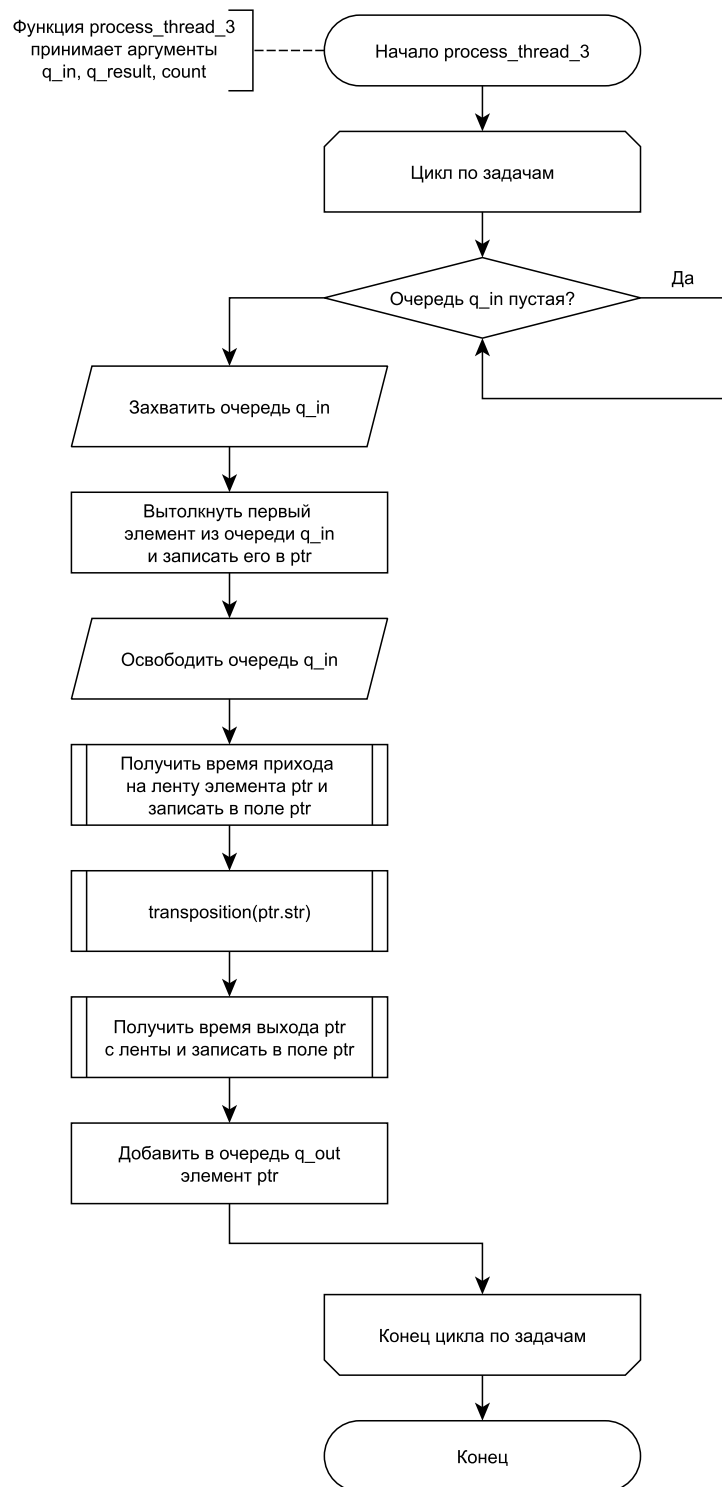 Функция process_thread_3
принимает аргументы
q_in, q_result, count
Начало process_thread_3
Цикл по задачам
Очередь q_in пустая?
Да
Захватить очередь q_in
Вытолкнуть первый
элемент из очереди q_in
и записать его в ptr
Освободить очередь q_in
Получить время прихода
на ленту элемента ptr и
записать в поле ptr
transposition(ptr.str)
Получить время выхода ptr
с ленты и записать в поле ptr
Добавить в очередь q_out
элемент ptr
Конец цикла по задачам
Конец